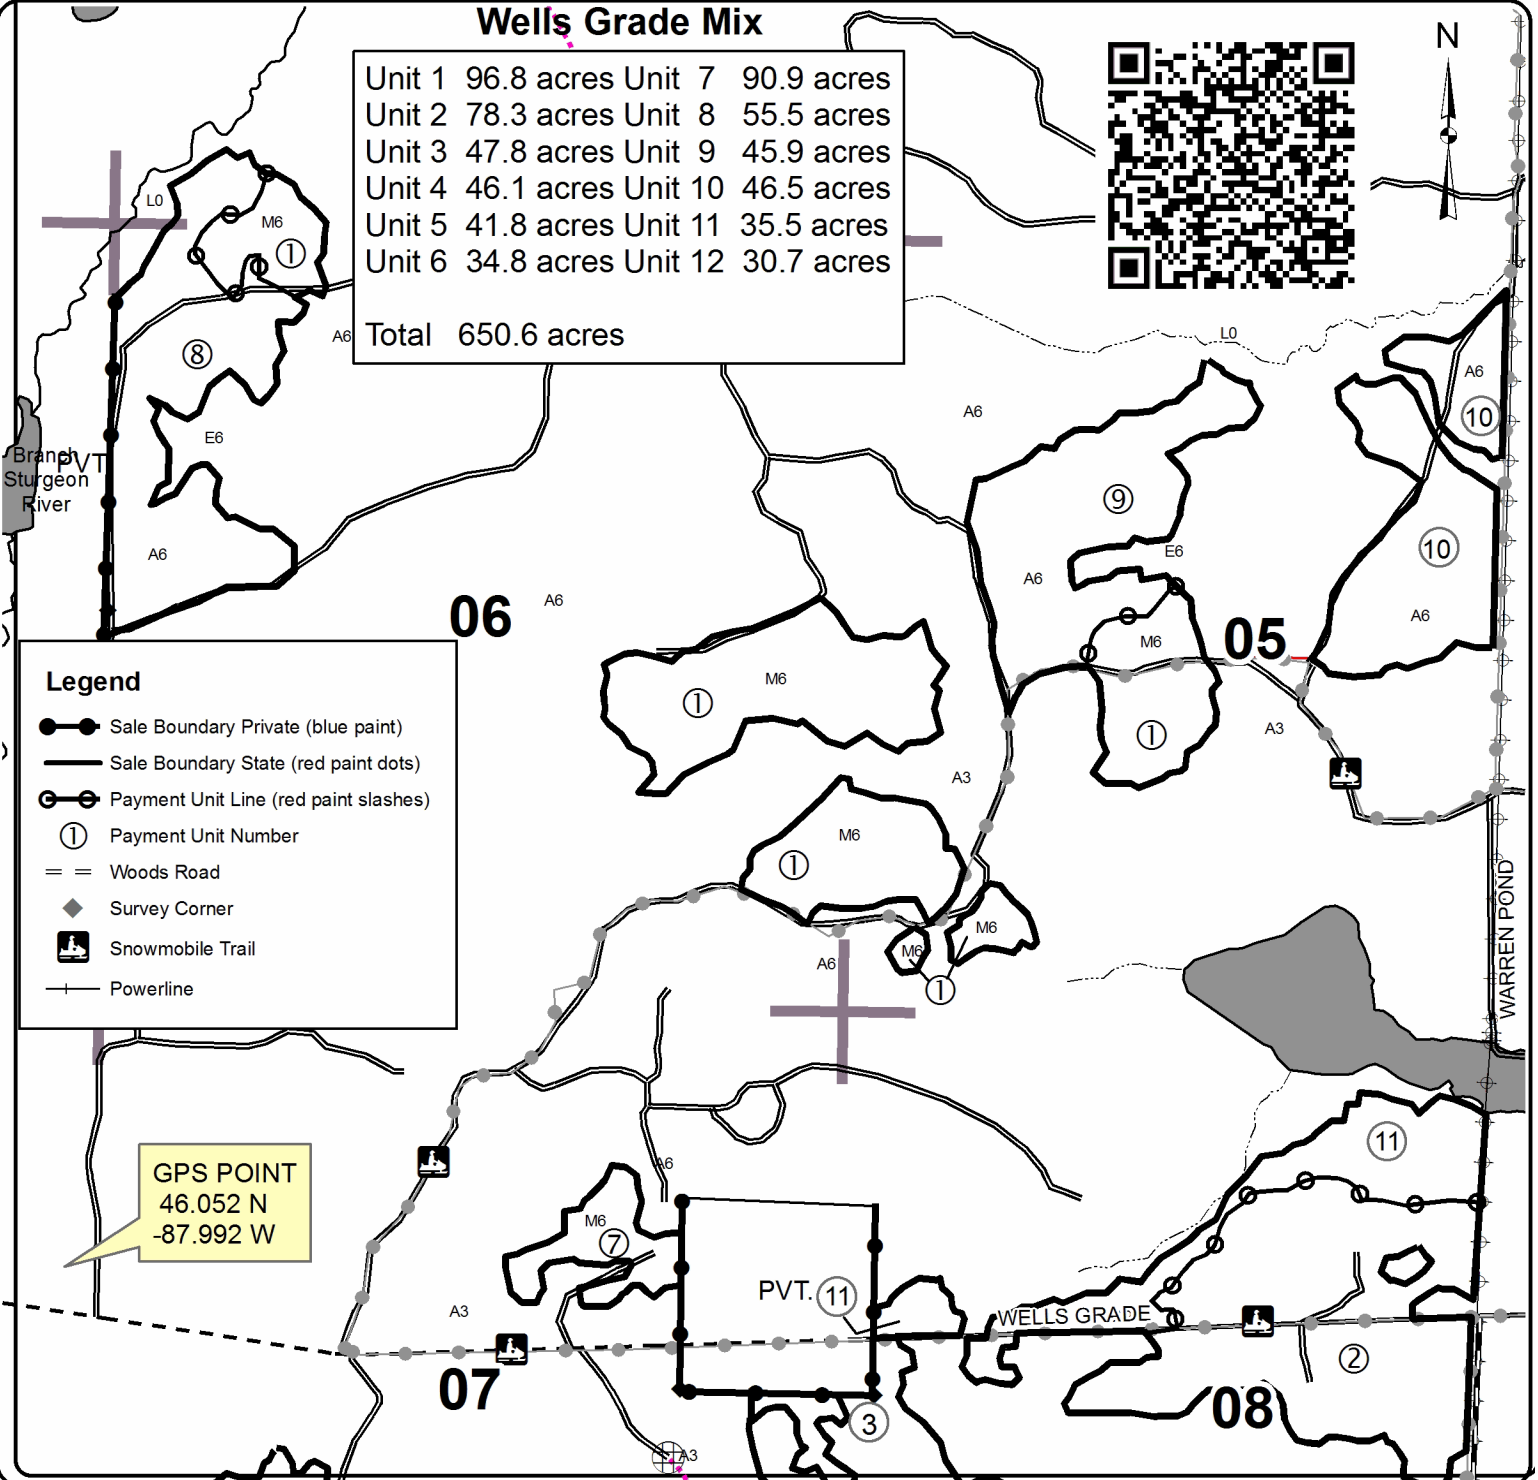 Wells Grade Mix
Unit 1 96.8 acres Unit 7 90.9 acres
Unit 2 78.3 acres Unit 8 55.5 acres
Unit 3 47.8 acres Unit 9 45.9 acres
Unit 4 46.1 acres Unit 10 46.5 acres
Unit 5 41.8 acres Unit 11 35.5 acres
Unit 6 34.8 acres Unit 12 30.7 acres
Total 650.6 acres
N
L0
M6
1
A6
8
E6
Branch
Sturgeon
River
PVT
A6
06
A6
L0
A6
A6
10
9
10
E6
A6
A6
M6
05
M6
1
1
A3
A3
M6
1
M6
M6
A6
1
WARREN POND
Legend
Sale Boundary Private (blue paint)
Sale Boundary State (red paint dots)
Payment Unit Line (red paint slashes)
1 Payment Unit Number
Woods Road
Survey Corner
Snowmobile Trail
Powerline
GPS POINT
46.052 N
-87.992 W
A6
M6
7
A3
PVT.
11
11
WELLS GRADE
2
07
08
3
A3